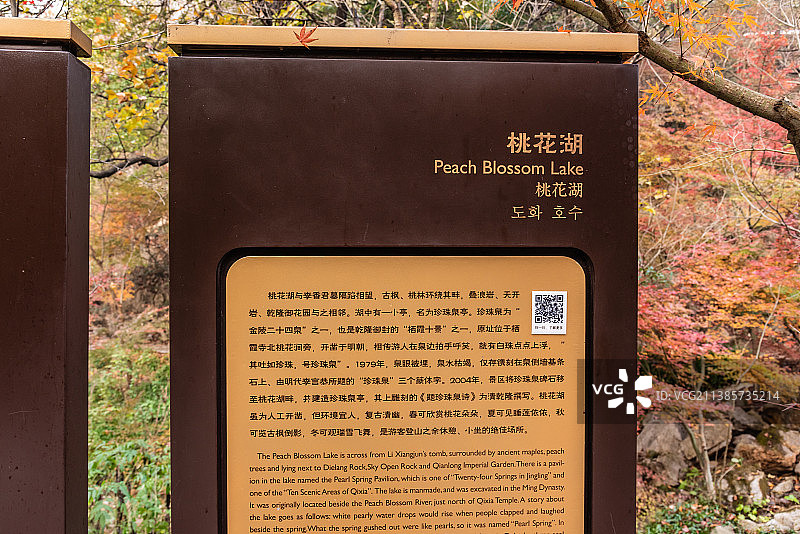 桃花湖
Peach Blossom Lake
桃花湖
도화 호수
桃花湖与李香君墓隔路相望，古枫、桃林环绕其畔，叠浪岩、天开
岩、乾隆御花园与之相邻。湖中有一小亭，名为珍珠泉亭。珍珠泉为"
金陵二十四泉"之一，也是乾隆御封的"栖霞十景"之一，原址位于栖
霞寺北桃花涧旁，开凿于明朝，相传游人在泉边拍手呼笑，就有白珠点点上浮，"
其吐如珍珠，号珍珠泉"。1979年，泉眼被埋，泉水枯竭，仅存镌刻在泉侧墙基条
石上、由明代李言恭所题的"珍珠泉"三个篆体字。2004年，景区将珍珠泉碑石移
至桃花湖畔，并建造珍珠泉亭，其上雕刻的《题珍珠泉诗》为清乾隆撰写。桃花湖
虽为人工开凿，但环境宜人，复古清幽，春可欣赏桃花朵朵，夏可见睡莲依依，秋
可览古枫倒影，冬可观瑞雪飞舞，是游客登山之余休憩、小坐的绝佳场所。
The Peach Blossom Lake is across from Li Xiangjun's tomb, surrounded by ancient maples, peach
trees and lying next to Dielang Rock,Sky Open Rock and Qianlong Imperial Garden.There is a pavil-
ion in the lake named the Pearl Spring Pavilion, which is one of "Twenty-four Springs in Jingling" and
one of the "Ten Scenic Areas of Qixia". The lake is manmade, and was excavated in the Ming Dynasty.
It was originally located beside the Peach Blossom River, just north of Qixia Temple. A story about
the lake goes as follows: white pearly water drops would rise when people clapped and laughed
beside the spring.What the spring gushed out were like pearls, so it was named "Pearl Spring". In
VCG
VCG211385735214